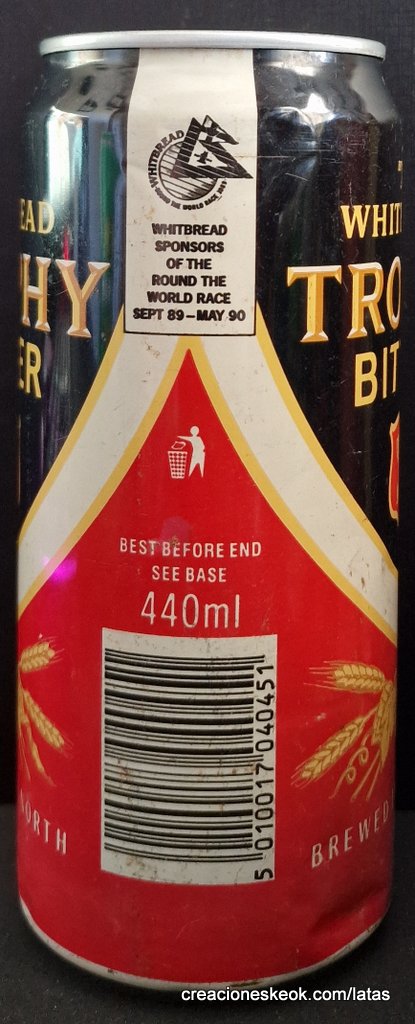 WHITBREAD
ROUND THE WORLD RACE
WHITBREAD
SPONSORS
OF THE
ROUND THE
WORLD RACE
SEPT 89 – MAY 90
EAD
HY
ER
WHIT
TRO
BIT
BEST BEFORE END
SEE BASE
440ml
5 010017 040451
ORTH
BREWED
creacioneskeok.com/latas